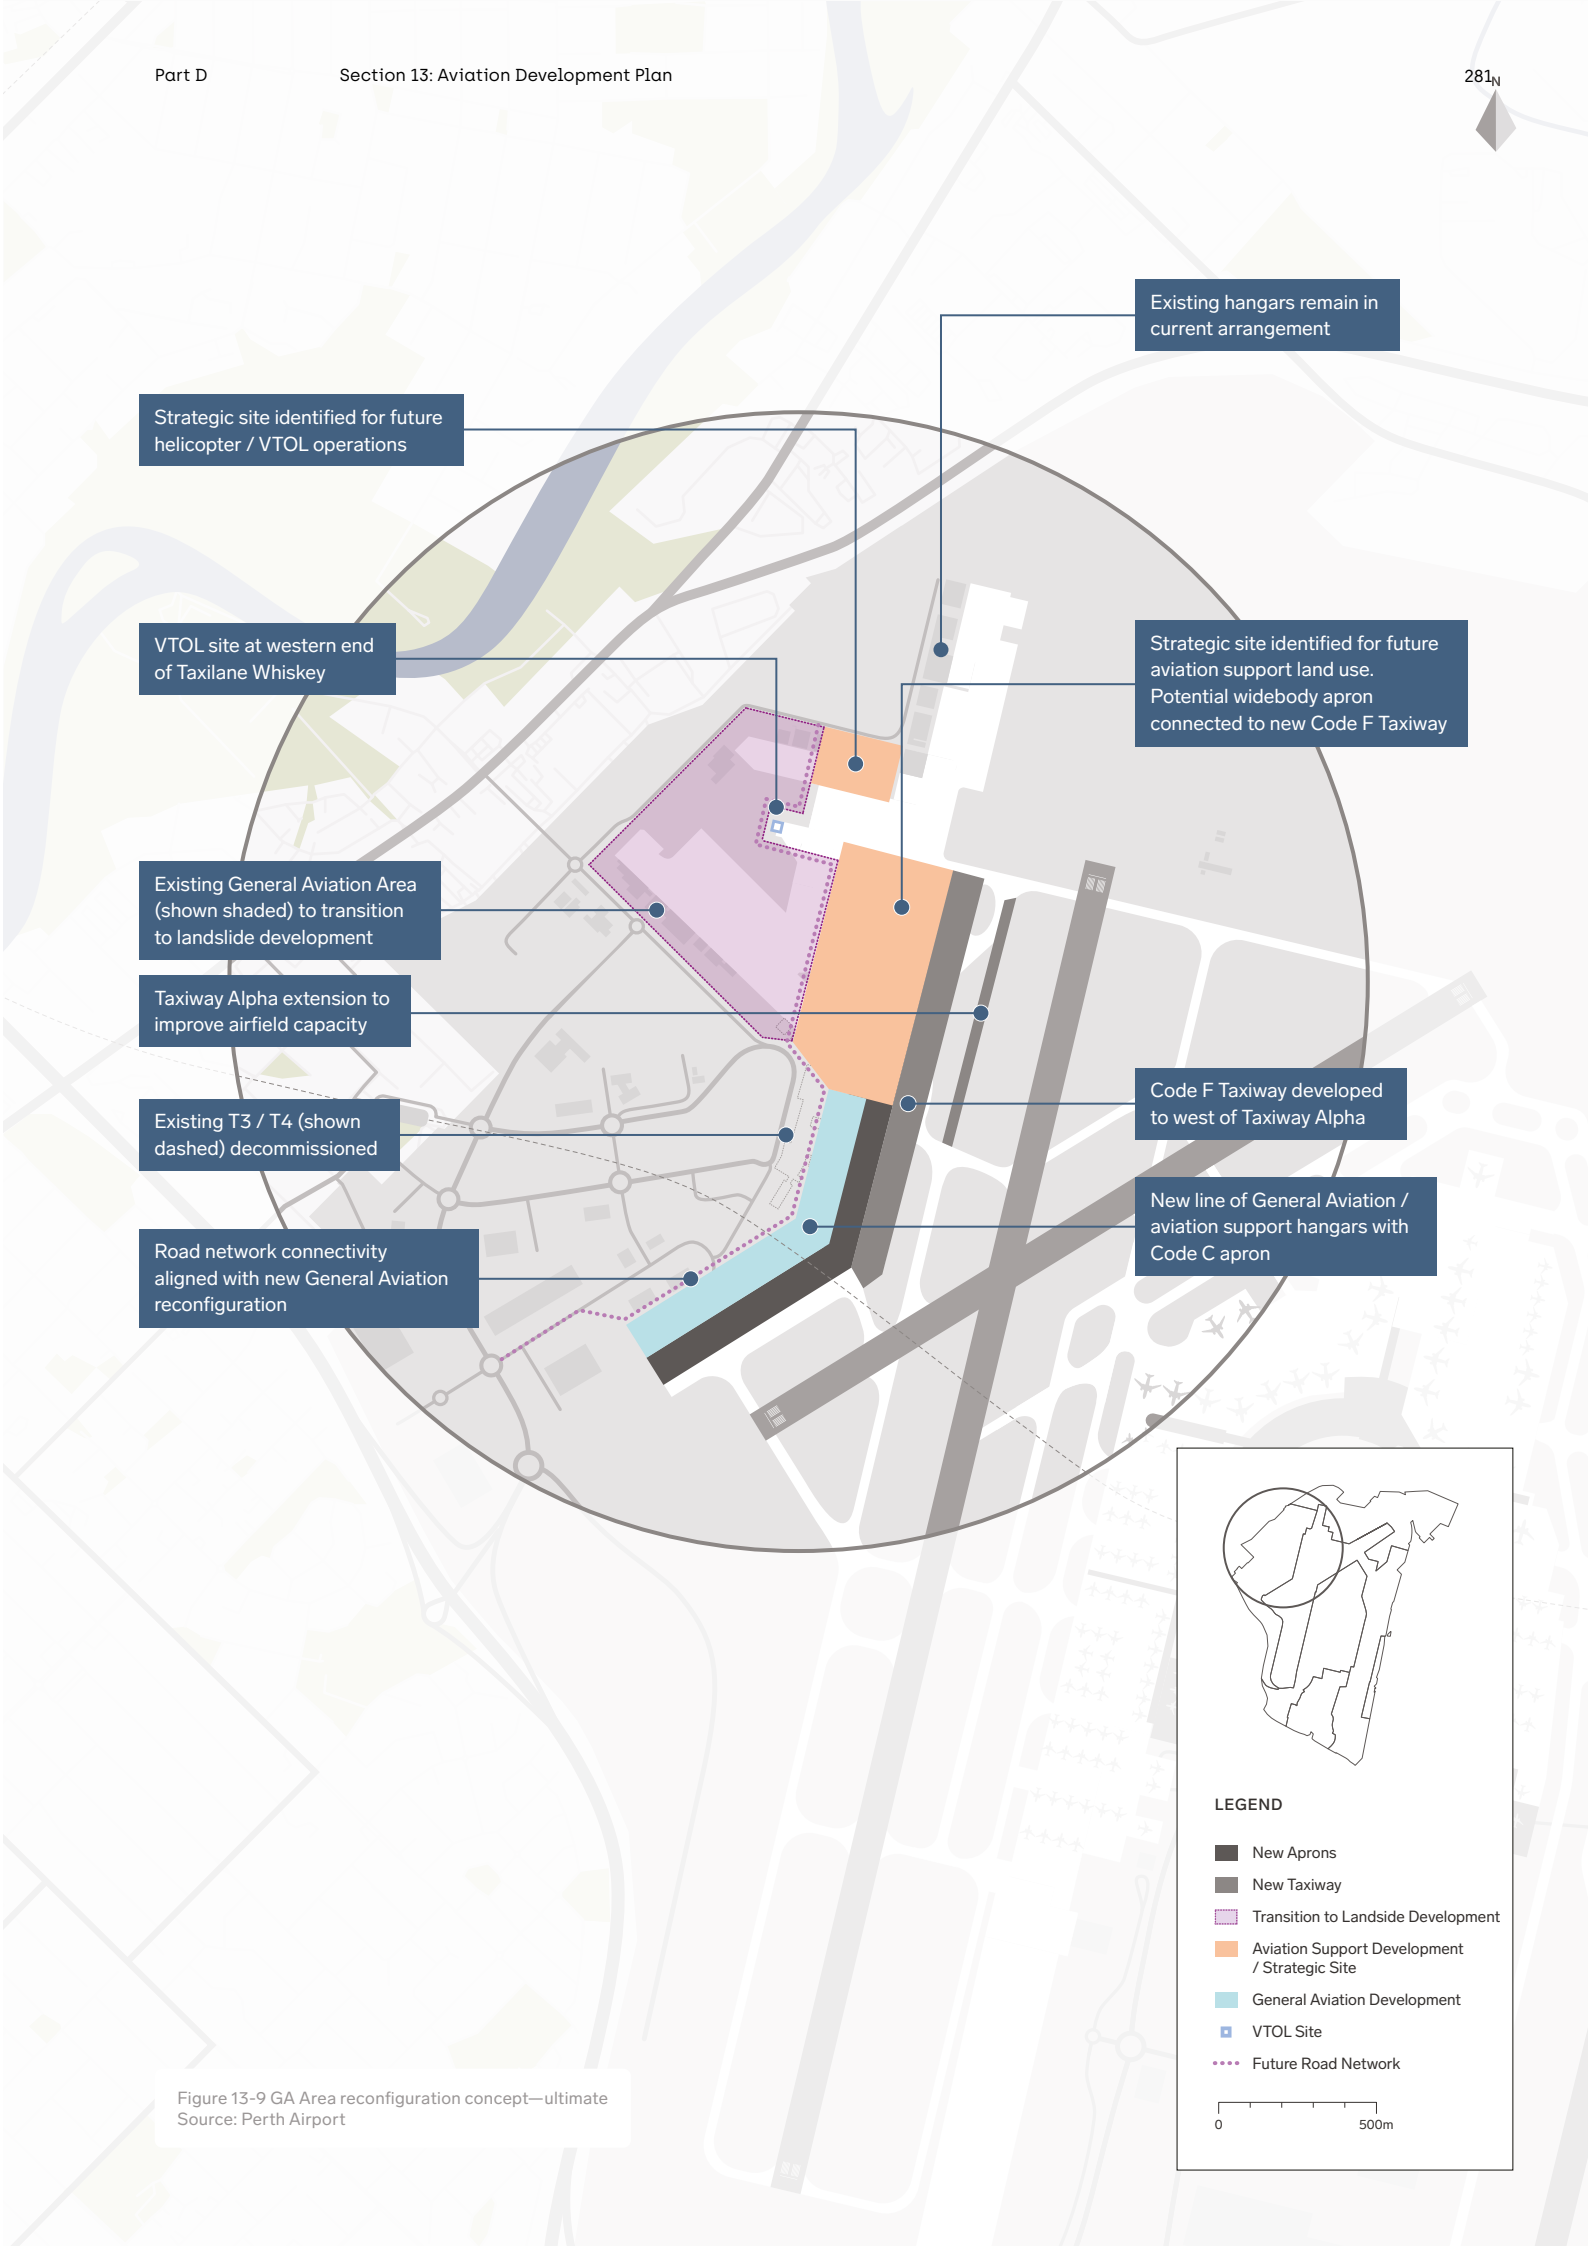 Part D
Section 13: Aviation Development Plan
281
N
Existing hangars remain in
current arrangement
Strategic site identified for future
helicopter / VTOL operations
VTOL site at western end
of Taxilane Whiskey
Strategic site identified for future
aviation support land use.
Potential widebody apron
connected to new Code F Taxiway
Existing General Aviation Area
(shown shaded) to transition
to landslide development
Taxiway Alpha extension to
improve airfield capacity
Code F Taxiway developed
to west of Taxiway Alpha
Existing T3 / T4 (shown
dashed) decommissioned
New line of General Aviation /
aviation support hangars with
Code C apron
Road network connectivity
aligned with new General Aviation
reconfiguration
LEGEND
New Aprons
New Taxiway
Transition to Landside Development
Aviation Support Development
/ Strategic Site
General Aviation Development
VTOL Site
Future Road Network
0
500m
Figure 13-9 GA Area reconfiguration concept—ultimate
Source: Perth Airport